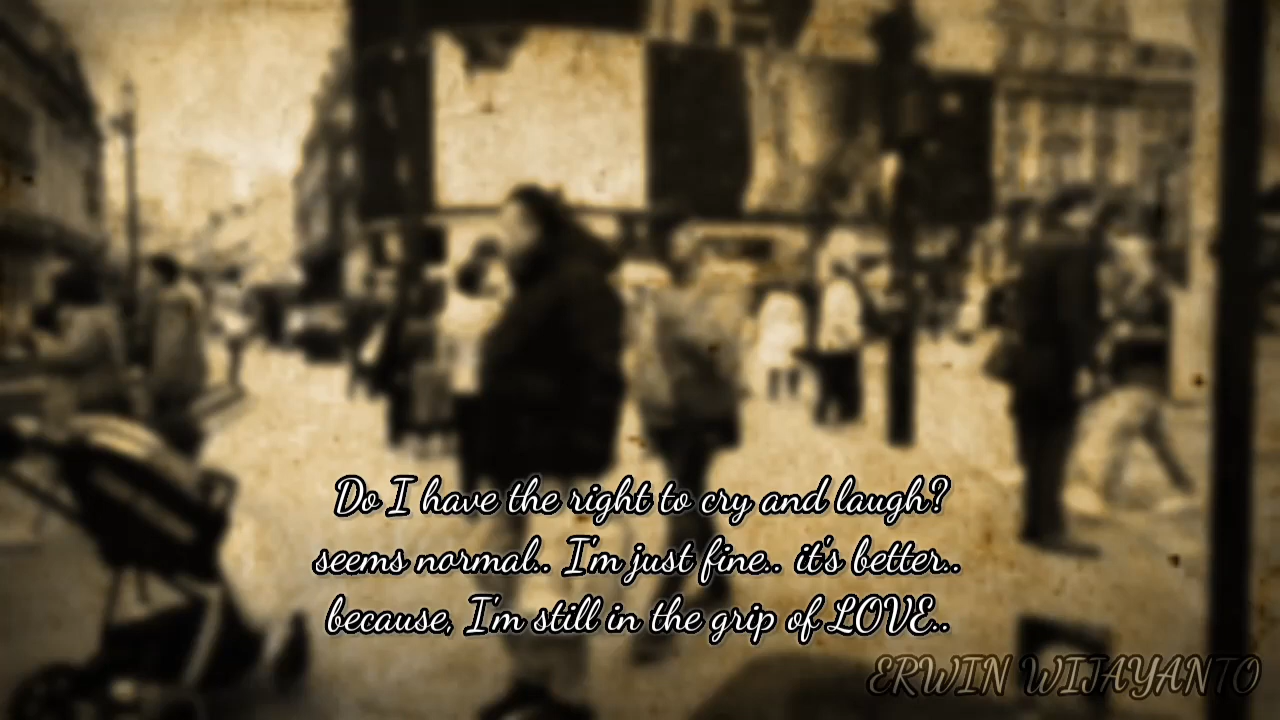 Do I have the right to cry and laugh?
seems normal.. I'm just fine.. it's better..
because, I'm still in the grip of LOVE..
ERWIN WIJAYANTO